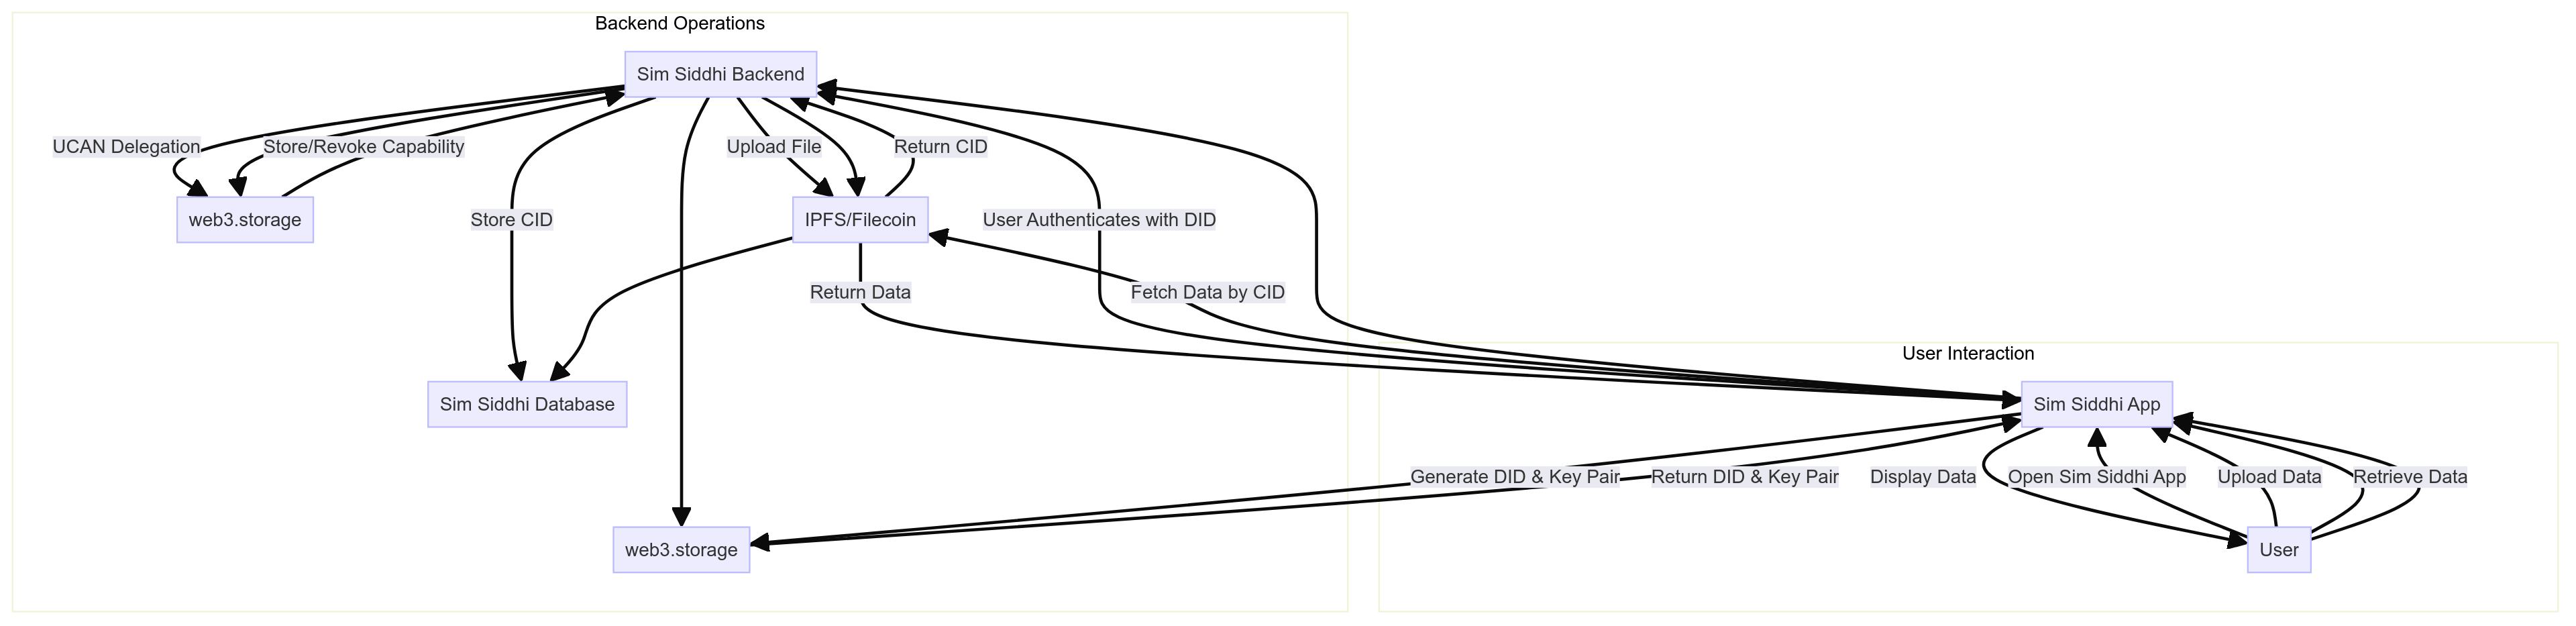 Backend Operations
Sim Siddhi Backend
UCAN Delegation
Store/Revoke Capability
Upload File
Return CID
web3.storage
Store CID
IPFS/Filecoin
User Authenticates with DID
Return Data
Fetch Data by CID
User Interaction
Sim Siddhi Database
Sim Siddhi App
Generate DID & Key Pair
Return DID & Key Pair
Display Data
Open Sim Siddhi App
Upload Data
Retrieve Data
web3.storage
User